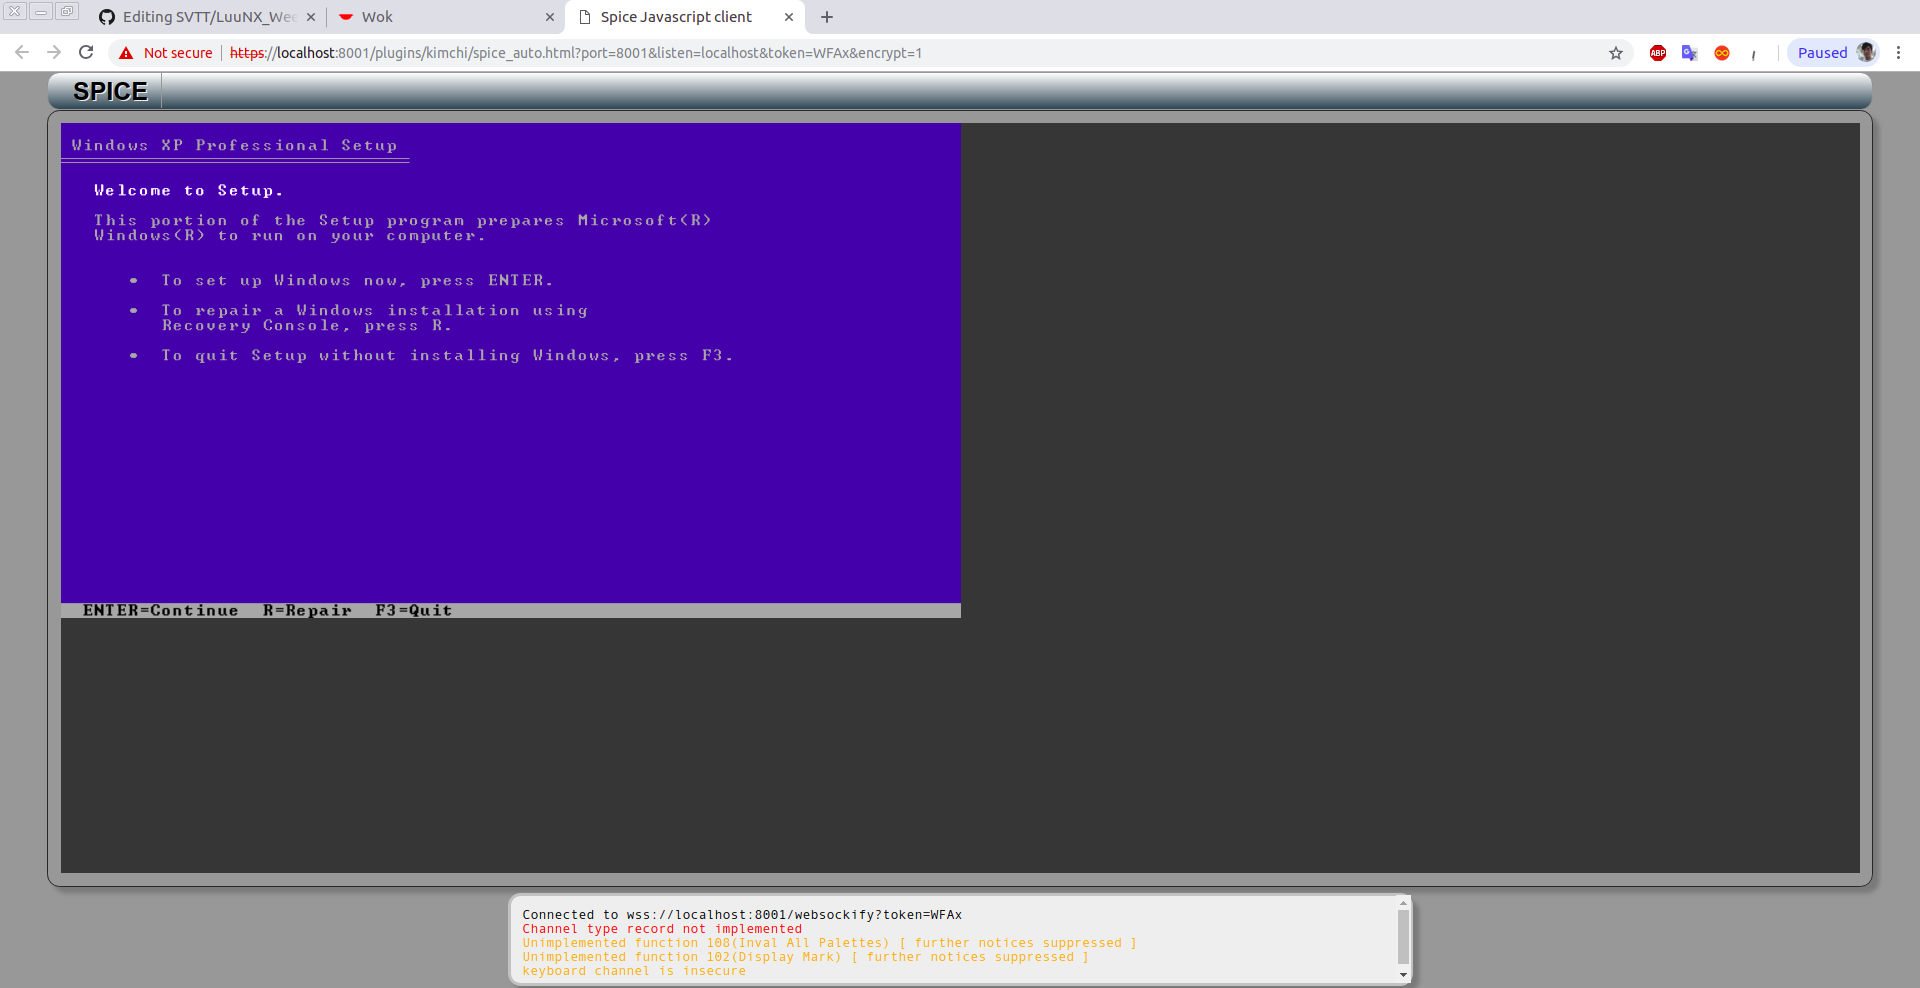 Editing SVTT/LuuNX_Wee
Wok
Spice Javascript client
Not secure
https://localhost:8001/plugins/kimchi/spice_auto.html?port=8001&listen=localhost&token=WFAx&encrypt=1
ABP
Paused
SPICE
Windows XP Professional Setup
Welcome to Setup.
This portion of the Setup program prepares Microsoft(R)
Windows(R) to run on your computer.
• To set up Windows now, press ENTER.
• To repair a Windows installation using
Recovery Console, press R.
• To quit Setup without installing Windows, press F3.
ENTER=Continue R=Repair F3=Quit
Connected to wss://localhost:8001/websockify?token=WFAx
Channel type record not implemented
Unimplemented function 108(Inval All Palettes) [ further notices suppressed ]
Unimplemented function 102(Display Mark) [ further notices suppressed ]
keyboard channel is insecure